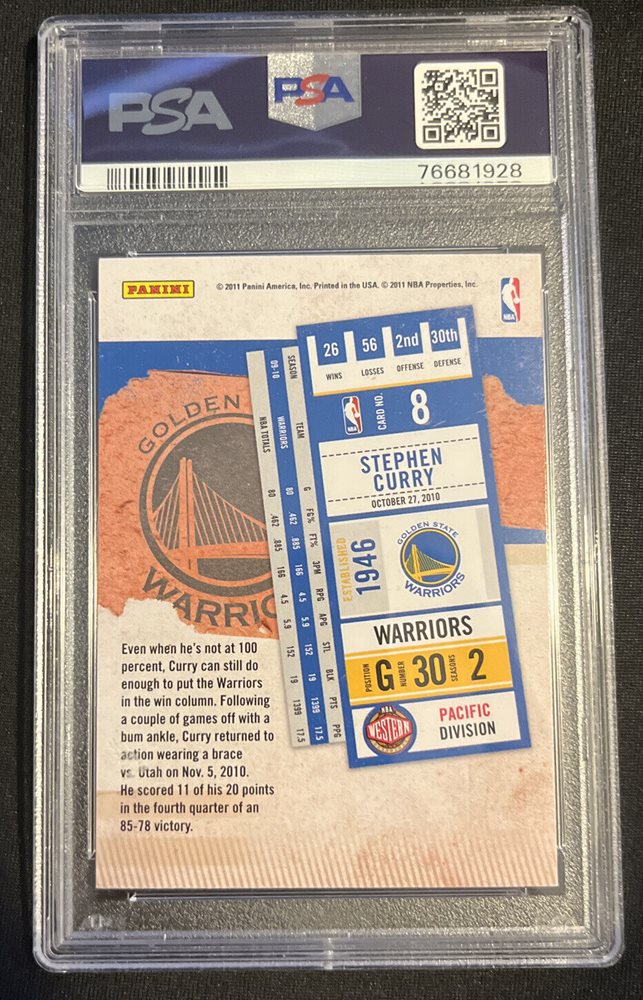 PSA
PSA
76681928
PANINI
© 2011 Panini America, Inc. Printed in the USA. © 2011 NBA Properties, Inc.
NBA
GOLDEN
WARRIO
26 56 2nd 30th
WINS LOSSES OFFENSE DEFENSE
NBA
CARD NO. 8
STEPHEN
CURRY
OCTOBER 27, 2010
ESTABLISHED
1946
GOLDEN STATE
WARRIORS
WARRIORS
POSITION G NUMBER 30 SEASONS 2
NBA
WESTERN
PACIFIC
DIVISION
SEASON TEAM G FG% FT% 3PM RPG APG STL BLK PTS PPG
09-10 WARRIORS 80 .462 .885 166 4.5 5.9 152 19 1399 17.5
NBA TOTALS 80 .462 .885 166 4.5 5.9 152 19 1399 17.5
Even when he's not at 100
percent, Curry can still do
enough to put the Warriors
in the win column. Following
a couple of games off with a
bum ankle, Curry returned to
action wearing a brace
vs. Utah on Nov. 5, 2010.
He scored 11 of his 20 points
in the fourth quarter of an
85-78 victory.